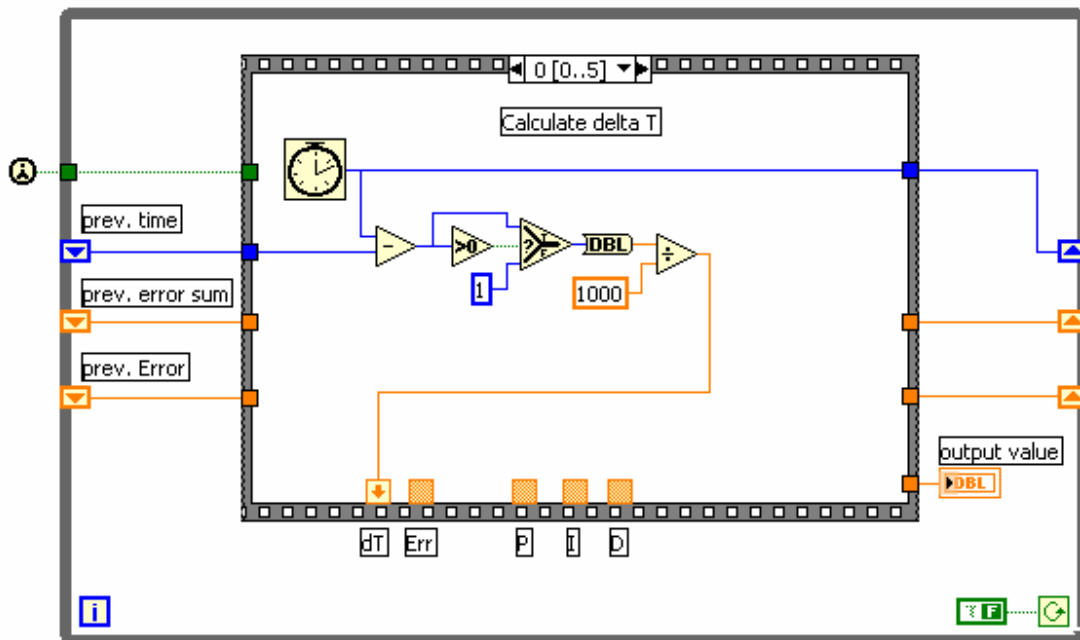 0 [0..5]
Calculate delta T
prev. time
-
>0
?
F
DBL
÷
1
1000
prev. error sum
prev. Error
output value
DBL
dT
Err
P
I
D
i
F